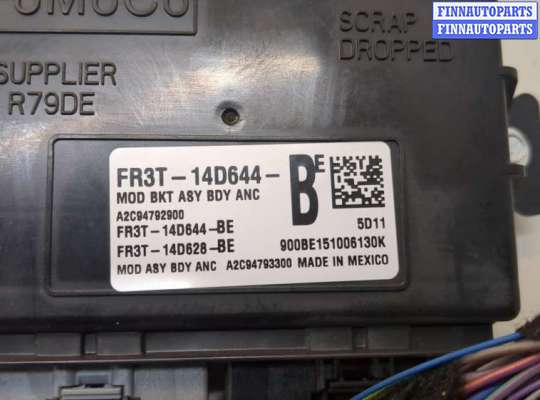 FINNAUTOPARTS
FINNAUTOPARTS
SCRAP
DROPPED
SUPPLIER
R79DE
FR3T-14D644-
BE
MOD BKT ASY BDY ANC
A2C94792900
FR3T-14D644-BE
5D11
FR3T-14D628-BE
900BE151006130K
MOD ASY BDY ANC A2C94793300 MADE IN MEXICO